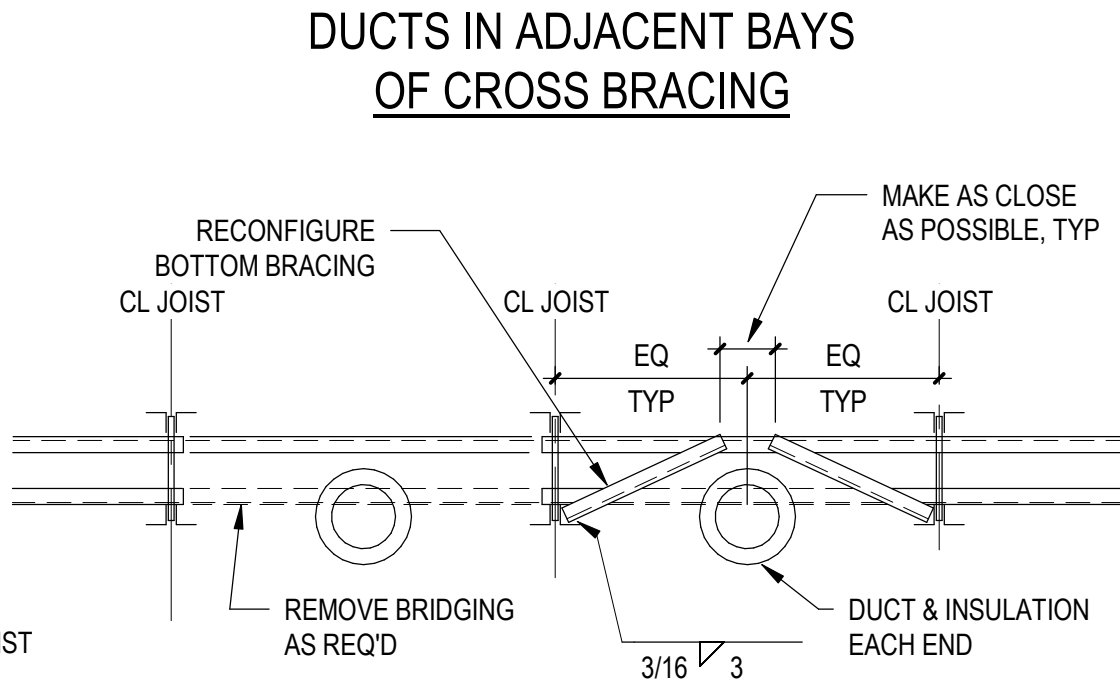 DUCTS IN ADJACENT BAYS
OF CROSS BRACING
MAKE AS CLOSE
AS POSSIBLE, TYP
RECONFIGURE
BOTTOM BRACING
CL JOIST
CL JOIST
CL JOIST
EQ
EQ
TYP
TYP
REMOVE BRIDGING
AS REQ'D
DUCT & INSULATION
EACH END
IST
3/16
3